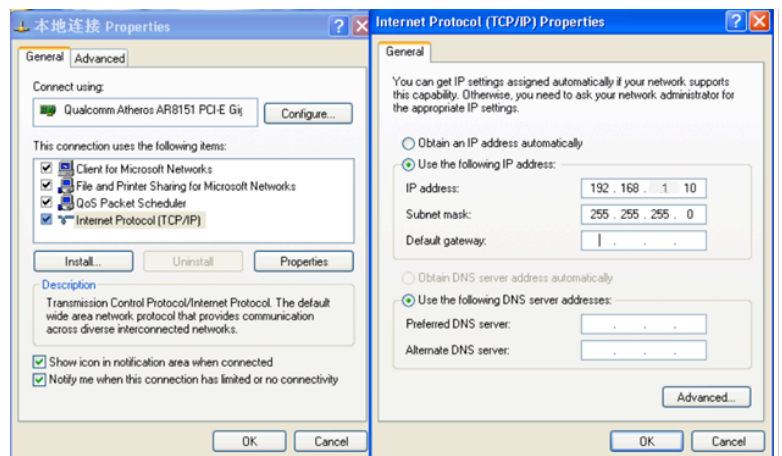 本地连接 Properties
General
Advanced
Connect using:
Qualcomm Atheros AR8151 PCI-E Gig
Configure...
This connection uses the following items:
Client for Microsoft Networks
File and Printer Sharing for Microsoft Networks
QoS Packet Scheduler
Internet Protocol (TCP/IP)
Install...
Uninstall
Properties
Description
Transmission Control Protocol/Internet Protocol. The default
wide area network protocol that provides communication
across diverse interconnected networks.
Show icon in notification area when connected
Notify me when this connection has limited or no connectivity
OK
Cancel
Internet Protocol (TCP/IP) Properties
General
You can get IP settings assigned automatically if your network supports
this capability. Otherwise, you need to ask your network administrator for
the appropriate IP settings.
Obtain an IP address automatically
Use the following IP address:
IP address:
192 . 168 . 1 10
Subnet mask:
255 . 255 . 255 . 0
Default gateway:
. . .
Obtain DNS server address automatically
Use the following DNS server addresses:
Preferred DNS server:
. . .
Alternate DNS server:
. . .
Advanced...
OK
Cancel